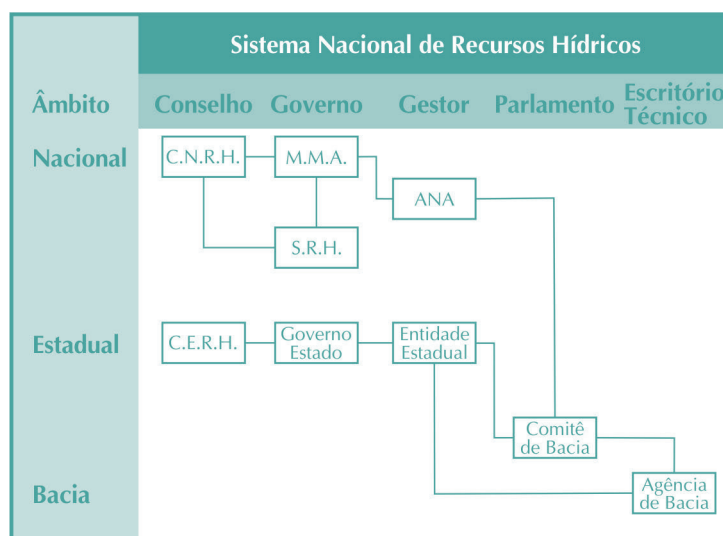 Sistema Nacional de Recursos Hídricos
Âmbito Conselho Governo Gestor Parlamento Escritório
Técnico
Nacional C.N.R.H. M.M.A.
ANA
S.R.H.
Estadual C.E.R.H. Governo Entidade
Estado Estadual
Comitê
de Bacia
Bacia Agência
de Bacia